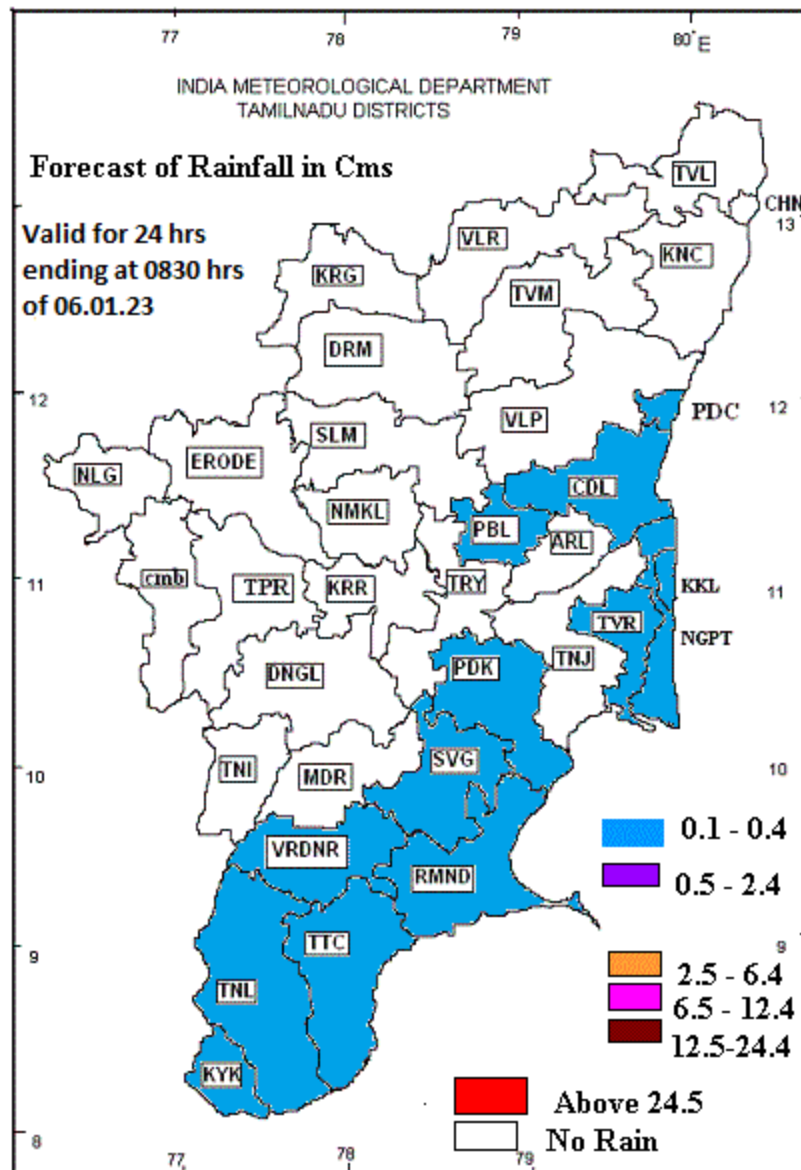 77 78 79 80°E
INDIA METEOROLOGICAL DEPARTMENT
TAMILNADU DISTRICTS
Forecast of Rainfall in Cms
TVL
CHN
13
Valid for 24 hrs
ending at 0830 hrs
of 06.01.23
VLR
KNC
KRG
TVM
DRM
12
12
PDC
VLP
SLM
ERODE
NLG
CDL
NMKL
PBL
ARL
11
cmb
TPR
KRR
TRY
KKL
11
TVR
NGPT
DNGL
PDK
TNJ
10
TNI
MDR
SVG
10
0.1 - 0.4
VRDNR
RMND
0.5 - 2.4
9
TTC
9
2.5 - 6.4
TNL
6.5 - 12.4
12.5-24.4
KYK
Above 24.5
8
No Rain
77 78 79